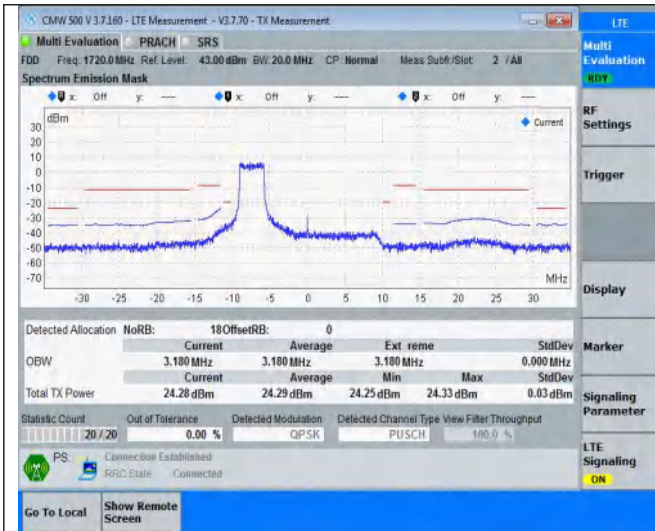 CMW 500 V 3.7.160 - LTE Measurement - V3.7.70 - TX Measurement
LTE
Multi Evaluation PRACH SRS
Multi Evaluation
RDY
FDD Freq.: 1720.0 MHz Ref. Level: 43.00 dBm BW: 20.0 MHz CP: Normal Meas Subfr./Slot: 2 / All
Spectrum Emission Mask
x: Off y: --- x: Off y: --- x: Off y: ---
dBm
Current
30
20
10
0
-10
-20
-30
-40
-50
-60
-70
MHz
-30 -25 -20 -15 -10 -5 0 5 10 15 20 25 30
RF Settings
Trigger
Display
Marker
Signaling Parameter
LTE Signaling
ON
Detected Allocation NoRB: 18 OffsetRB: 0
Current Average Ext reme StdDev
OBW 3.180 MHz 3.180 MHz 3.180 MHz 0.000 MHz
Current Average Min Max StdDev
Total TX Power 24.28 dBm 24.29 dBm 24.25 dBm 24.33 dBm 0.03 dBm
Statistic Count Out of Tolerance Detected Modulation Detected Channel Type View Filter Throughput
20 / 20 0.00 % QPSK PUSCH 100.0 %
PS: Connection Established
RRC State Connected
Go To Local
Show Remote Screen